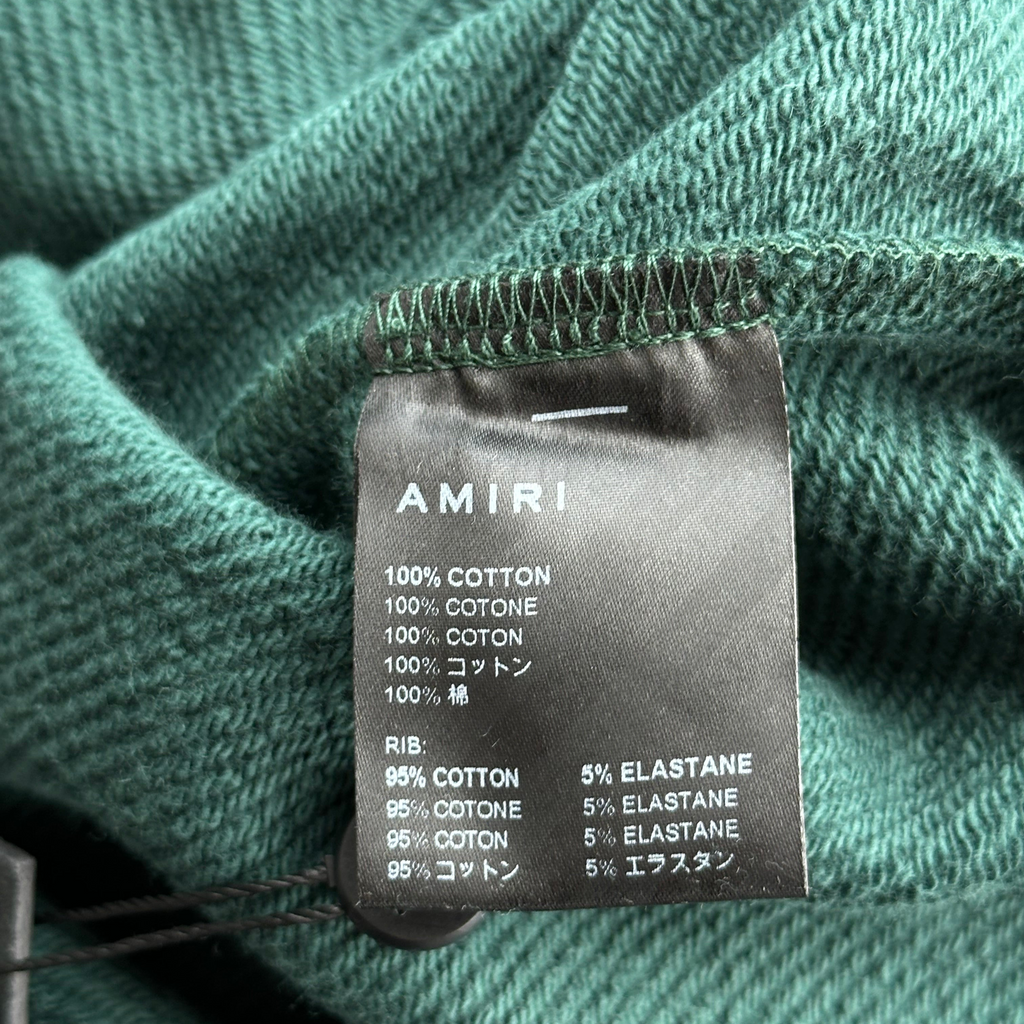 AMIRI
100% COTTON
100% COTONE
100% COTON
100% コットン
100% 棉
RIB:
95% COTTON 5% ELASTANE
95% COTONE 5% ELASTANE
95% COTON 5% ELASTANE
95% コットン 5% エラスタン